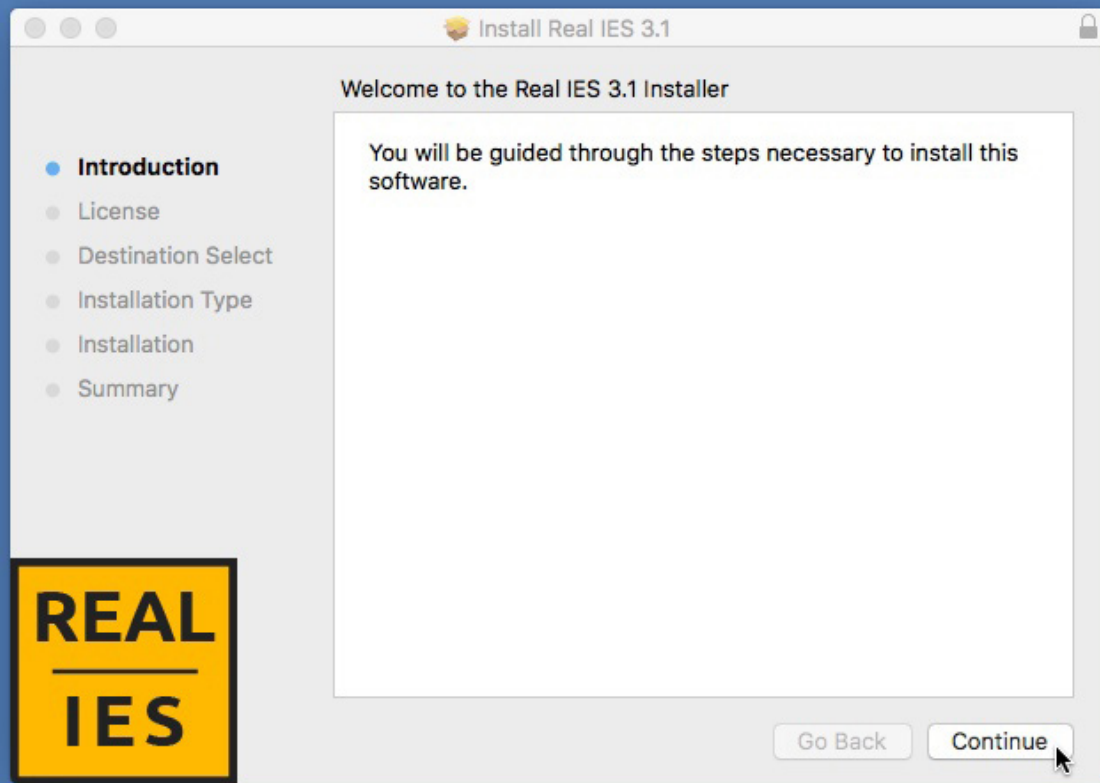 Install Real IES 3.1
Welcome to the Real IES 3.1 Installer
Introduction
License
Destination Select
Installation Type
Installation
Summary
You will be guided through the steps necessary to install this
software.
REAL
IES
Go Back
Continue